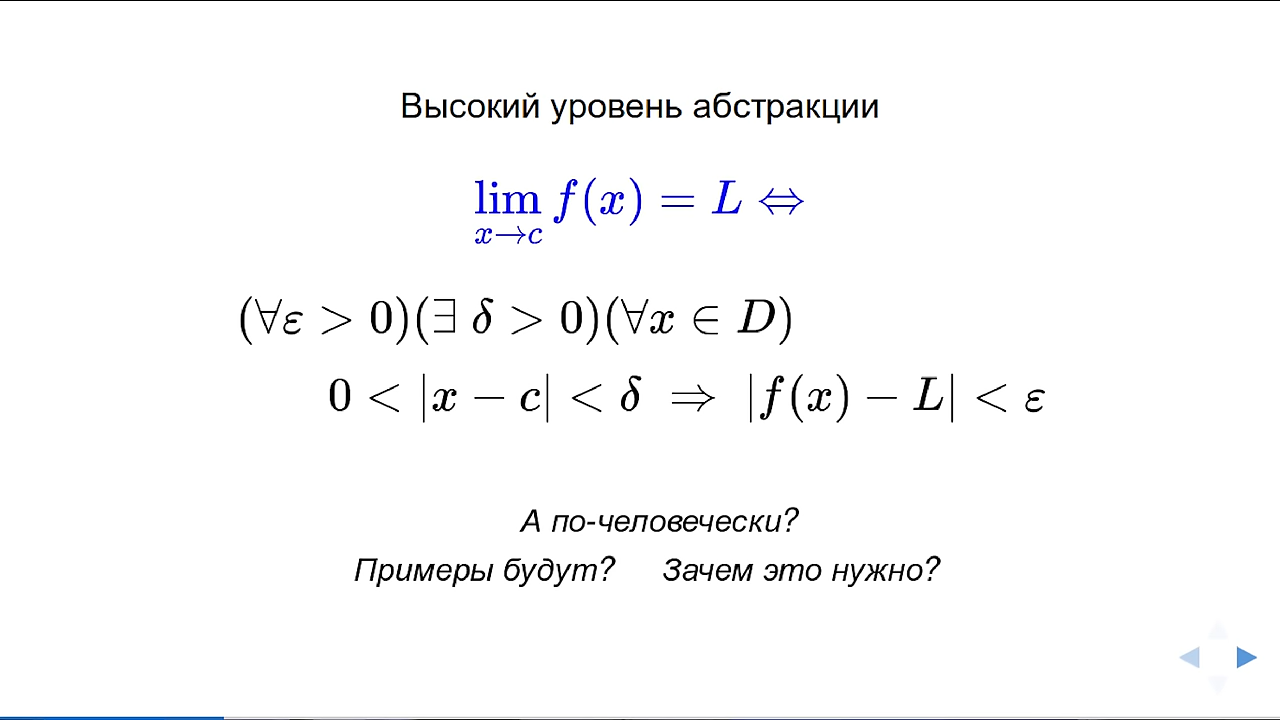 Высокий уровень абстракции
lim f(x) = L ⇔
x→c
(∀ε > 0)(∃ δ > 0)(∀x ∈ D)
0 < |x − c| < δ ⇒ |f(x) − L| < ε
А по-человечески?
Примеры будут? Зачем это нужно?